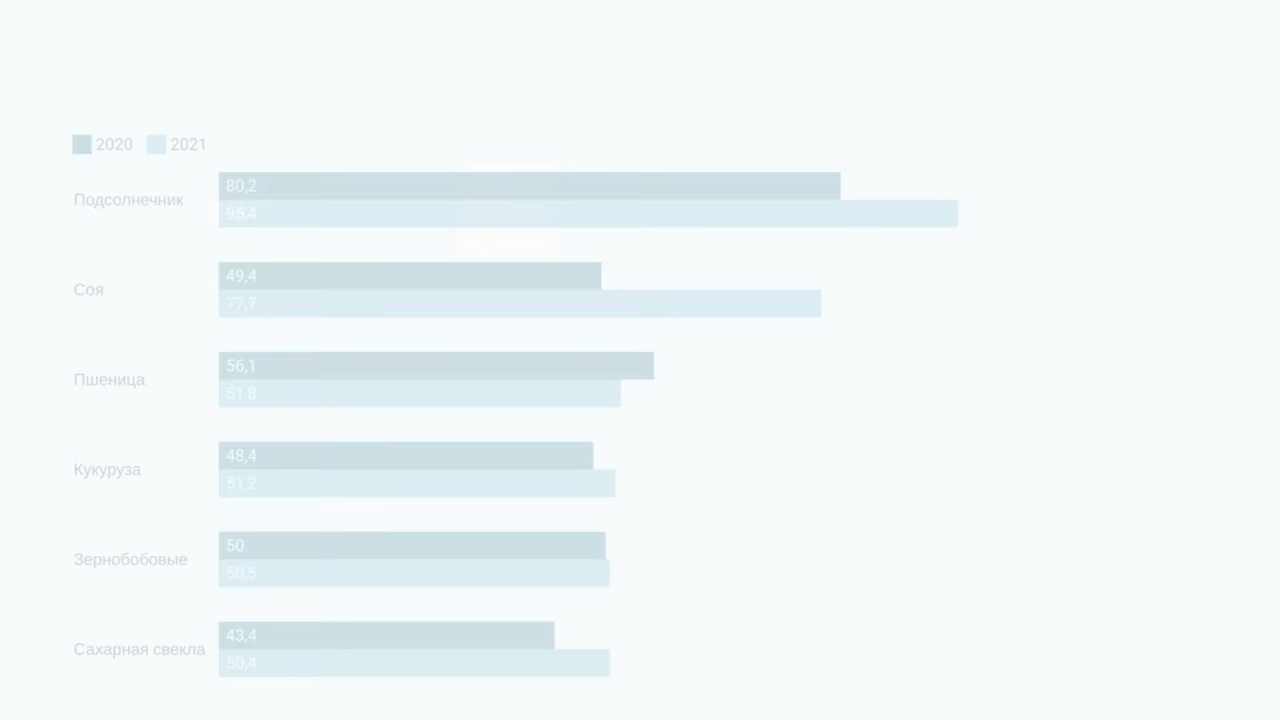 2020 2021
Подсолнечник
80,2
95,4
Соя
49,4
77,7
Пшеница
56,1
51,8
Кукуруза
48,4
51,2
Зернобобовые
50
50,5
Сахарная свекла
43,4
50,4